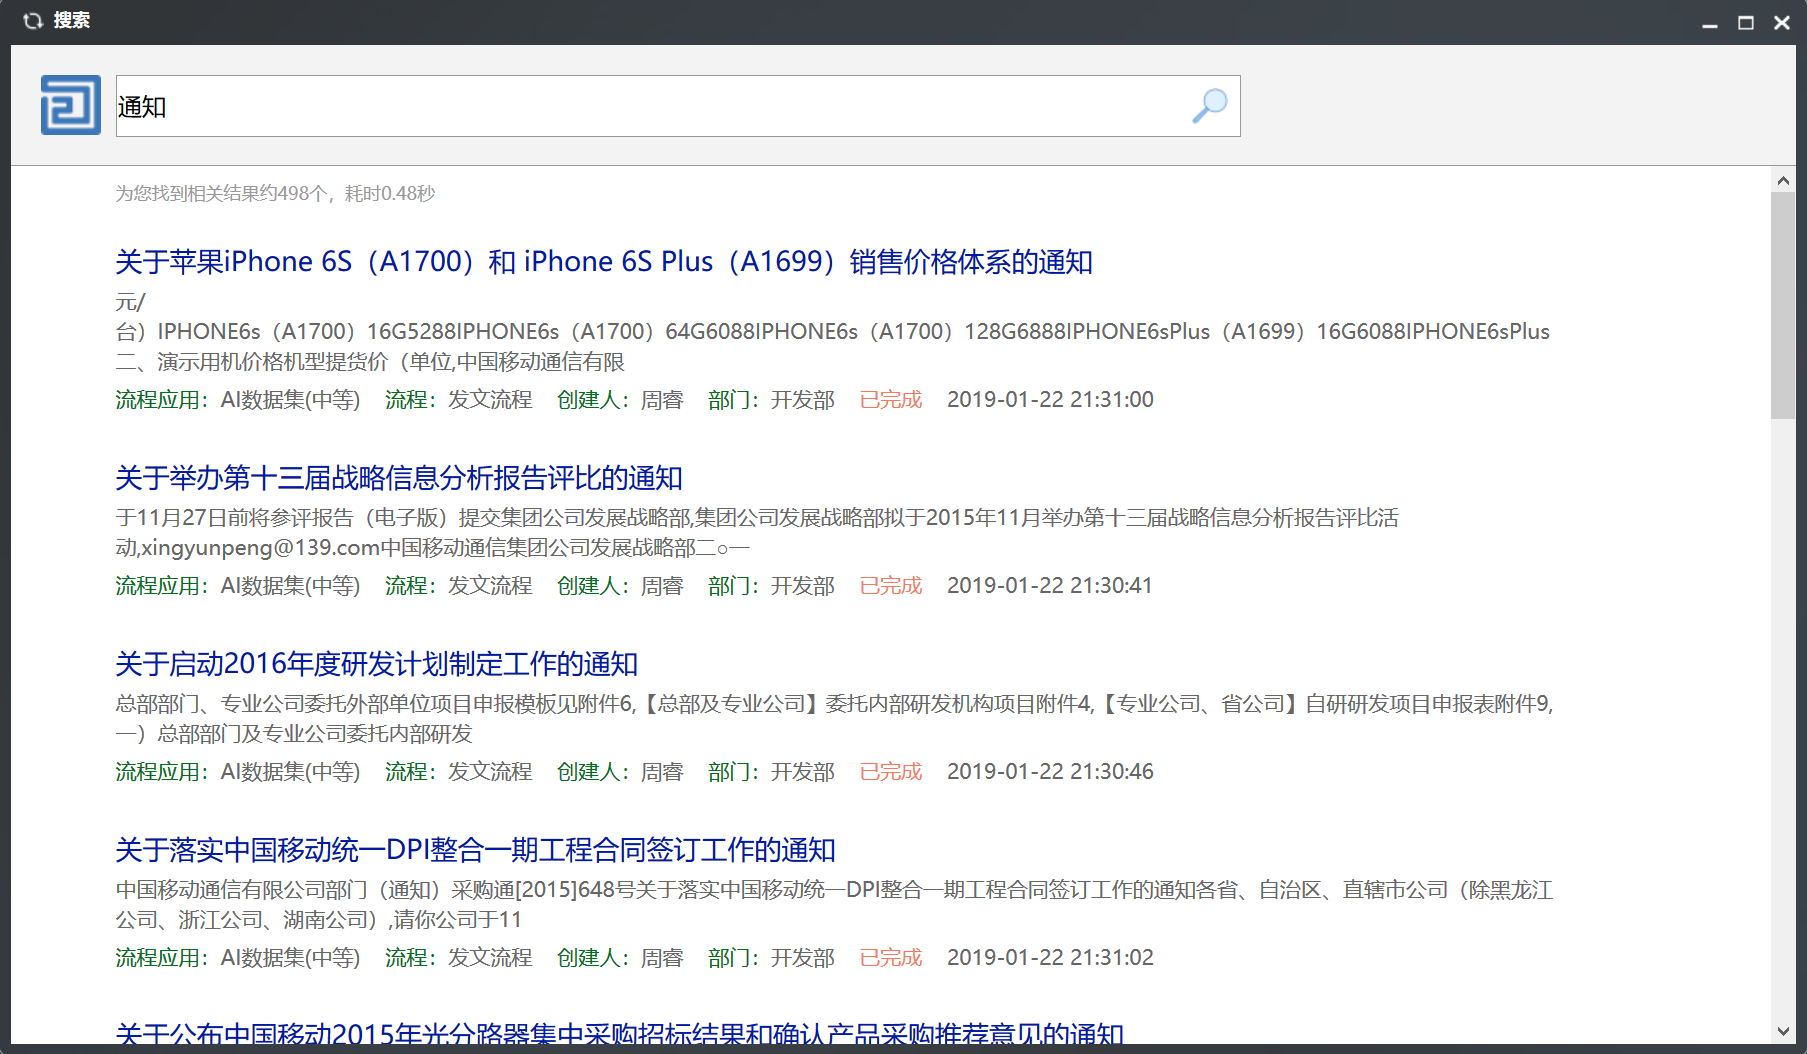 搜索
通知
为您找到相关结果约498个，耗时0.48秒
关于苹果iPhone 6S（A1700）和 iPhone 6S Plus（A1699）销售价格体系的通知
元/
台）IPHONE6s（A1700）16G5288IPHONE6s（A1700）64G6088IPHONE6s（A1700）128G6888IPHONE6sPlus（A1699）16G6088IPHONE6sPlus
二、演示用机价格机型提货价（单位,中国移动通信有限
流程应用：AI数据集(中等) 流程：发文流程 创建人：周睿 部门：开发部 已完成 2019-01-22 21:31:00
关于举办第十三届战略信息分析报告评比的通知
于11月27日前将参评报告（电子版）提交集团公司发展战略部,集团公司发展战略部拟于2015年11月举办第十三届战略信息分析报告评比活
动,xingyunpeng@139.com中国移动通信集团公司发展战略部二○一
流程应用：AI数据集(中等) 流程：发文流程 创建人：周睿 部门：开发部 已完成 2019-01-22 21:30:41
关于启动2016年度研发计划制定工作的通知
总部部门、专业公司委托外部单位项目申报模板见附件6,【总部及专业公司】委托内部研发机构项目附件4,【专业公司、省公司】自研研发项目申报表附件9,
一）总部部门及专业公司委托内部研发
流程应用：AI数据集(中等) 流程：发文流程 创建人：周睿 部门：开发部 已完成 2019-01-22 21:30:46
关于落实中国移动统一DPI整合一期工程合同签订工作的通知
中国移动通信有限公司部门（通知）采购通[2015]648号关于落实中国移动统一DPI整合一期工程合同签订工作的通知各省、自治区、直辖市公司（除黑龙江
公司、浙江公司、湖南公司）,请你公司于11
流程应用：AI数据集(中等) 流程：发文流程 创建人：周睿 部门：开发部 已完成 2019-01-22 21:31:02
关于公布中国移动2015年光分路器集中采购招标结果和确认产品采购推荐意见的通知